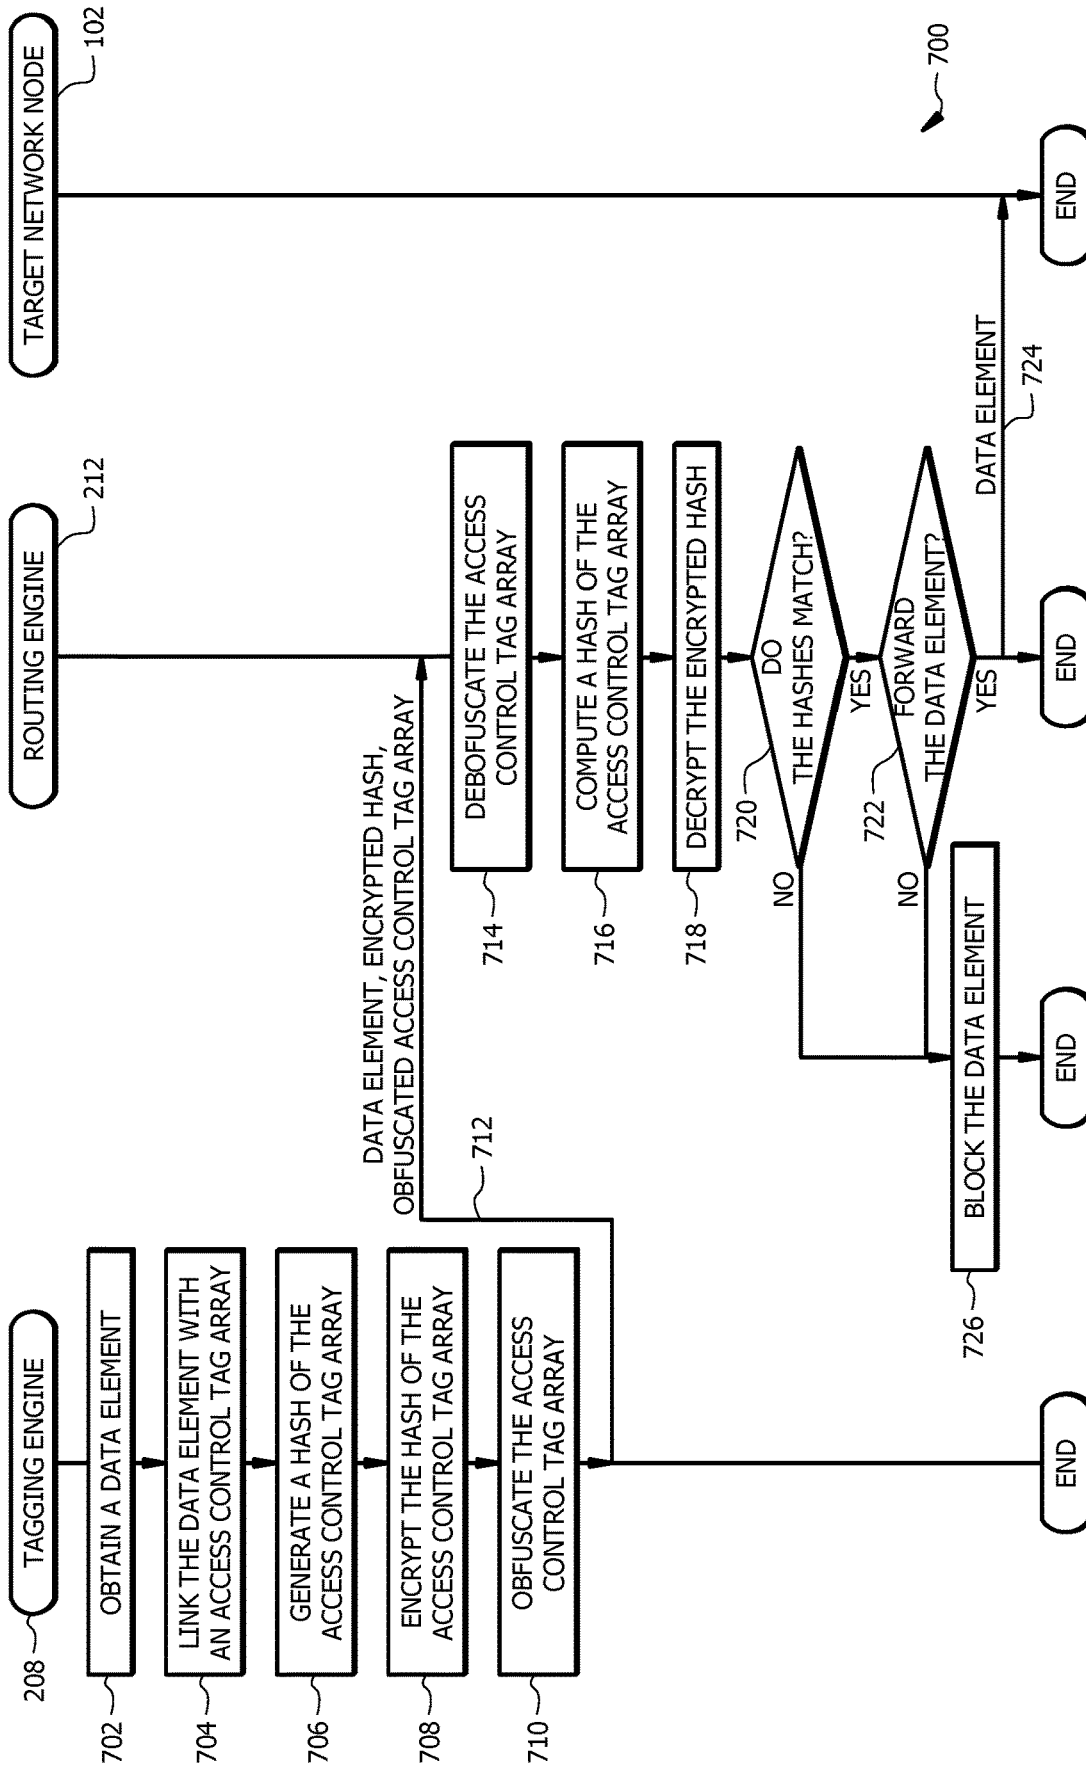 TAGGING ENGINE
208
ROUTING ENGINE
212
TARGET NETWORK NODE
102
702
OBTAIN A DATA ELEMENT
704
LINK THE DATA ELEMENT WITH
AN ACCESS CONTROL TAG ARRAY
706
GENERATE A HASH OF THE
ACCESS CONTROL TAG ARRAY
708
ENCRYPT THE HASH OF THE
ACCESS CONTROL TAG ARRAY
710
OBFUSCATE THE ACCESS
CONTROL TAG ARRAY
DATA ELEMENT, ENCRYPTED HASH,
OBFUSCATED ACCESS CONTROL TAG ARRAY
712
714
DEBOFUSCATE THE ACCESS
CONTROL TAG ARRAY
716
COMPUTE A HASH OF THE
ACCESS CONTROL TAG ARRAY
718
DECRYPT THE ENCRYPTED HASH
720
DO
THE HASHES MATCH?
NO
YES
722
FORWARD
THE DATA ELEMENT?
NO
YES
DATA ELEMENT
724
726
BLOCK THE DATA ELEMENT
700
END
END
END
END